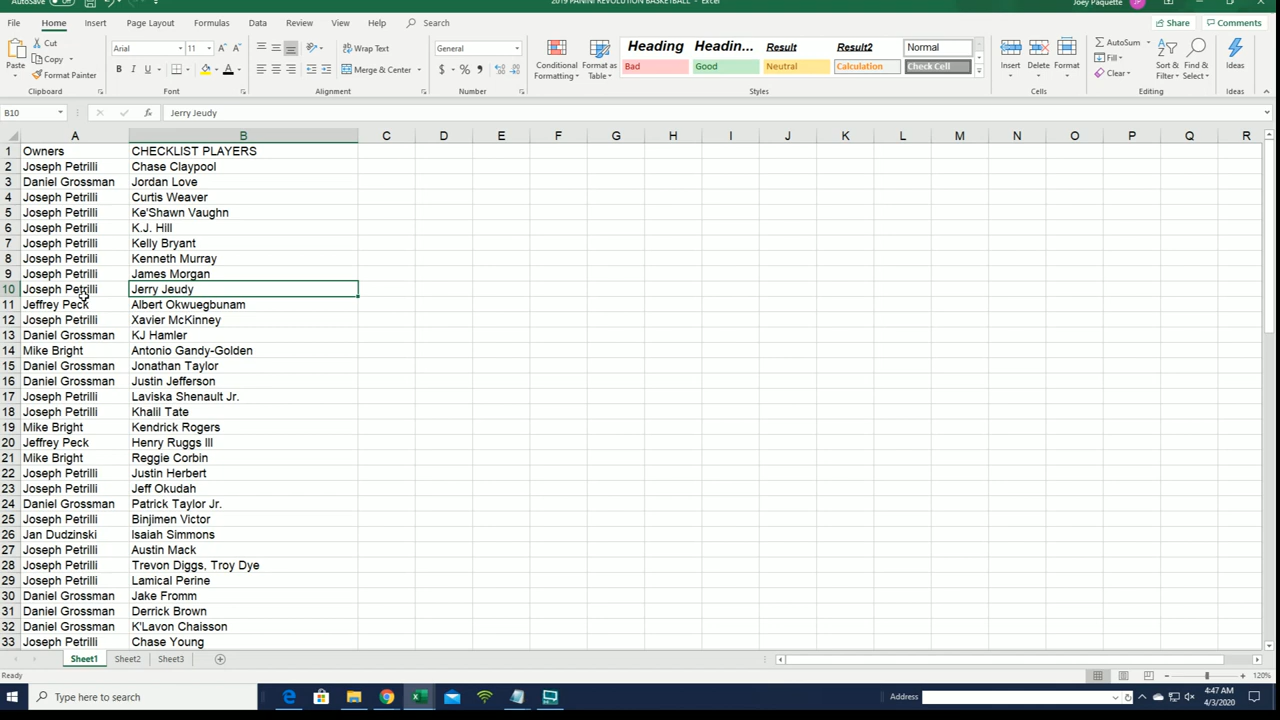 AutoSave Off 2019 PANINI REVOLUTION BASKETBALL - Excel Joey Paquette JP
File Home Insert Page Layout Formulas Data Review View Help Search Share Comments
Paste Cut Copy Format Painter Clipboard
Arial 11 A A B I U A Font
Wrap Text Merge & Center Alignment
General $ % , Number
Conditional Formatting Format as Table
Heading Headin... Result Result2 Normal
Bad Good Neutral Calculation Check Cell
Styles
Insert Delete Format Cells
AutoSum Fill Clear Sort & Filter Find & Select Editing
Ideas Ideas
B10 fx Jerry Jeudy
A B C D E F G H I J K L M N O P Q R
1 Owners CHECKLIST PLAYERS
2 Joseph Petrilli Chase Claypool
3 Daniel Grossman Jordan Love
4 Joseph Petrilli Curtis Weaver
5 Joseph Petrilli Ke'Shawn Vaughn
6 Joseph Petrilli K.J. Hill
7 Joseph Petrilli Kelly Bryant
8 Joseph Petrilli Kenneth Murray
9 Joseph Petrilli James Morgan
10 Joseph Petrilli Jerry Jeudy
11 Jeffrey Peck Albert Okwuegbunam
12 Joseph Petrilli Xavier McKinney
13 Daniel Grossman KJ Hamler
14 Mike Bright Antonio Gandy-Golden
15 Daniel Grossman Jonathan Taylor
16 Daniel Grossman Justin Jefferson
17 Joseph Petrilli Laviska Shenault Jr.
18 Joseph Petrilli Khalil Tate
19 Mike Bright Kendrick Rogers
20 Jeffrey Peck Henry Ruggs lll
21 Mike Bright Reggie Corbin
22 Joseph Petrilli Justin Herbert
23 Joseph Petrilli Jeff Okudah
24 Daniel Grossman Patrick Taylor Jr.
25 Joseph Petrilli Binjimen Victor
26 Jan Dudzinski Isaiah Simmons
27 Joseph Petrilli Austin Mack
28 Joseph Petrilli Trevon Diggs, Troy Dye
29 Joseph Petrilli Lamical Perine
30 Daniel Grossman Jake Fromm
31 Daniel Grossman Derrick Brown
32 Daniel Grossman K'Lavon Chaisson
33 Joseph Petrilli Chase Young
Sheet1 Sheet2 Sheet3
Ready 120%
Type here to search Address 4:47 AM
4/3/2020